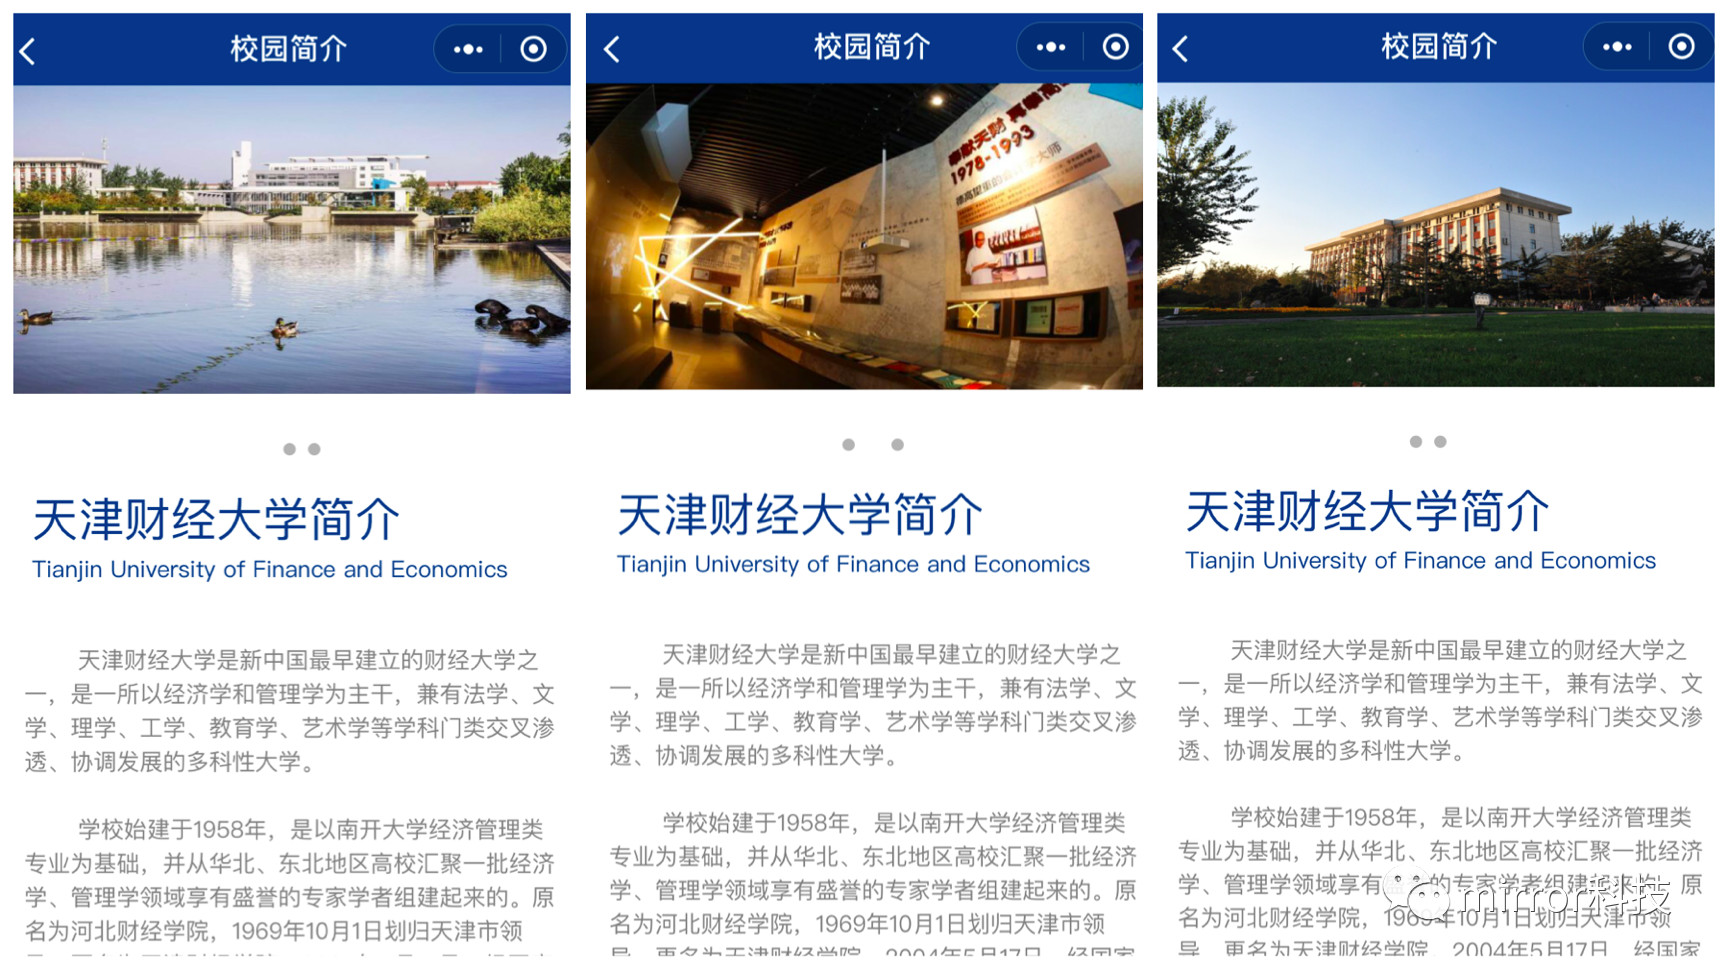 校园简介
天津财经大学简介
Tianjin University of Finance and Economics
天津财经大学是新中国最早建立的财经大学之
一，是一所以经济学和管理学为主干，兼有法学、文
学、理学、工学、教育学、艺术学等学科门类交叉渗
透、协调发展的多科性大学。
学校始建于1958年，是以南开大学经济管理类
专业为基础，并从华北、东北地区高校汇聚一批经济
学、管理学领域享有盛誉的专家学者组建起来的。原
名为河北财经学院，1969年10月1日划归天津市领
校园简介
奉献天财
1978-1993
天津财经大学简介
Tianjin University of Finance and Economics
天津财经大学是新中国最早建立的财经大学之
一，是一所以经济学和管理学为主干，兼有法学、文
学、理学、工学、教育学、艺术学等学科门类交叉渗
透、协调发展的多科性大学。
学校始建于1958年，是以南开大学经济管理类
专业为基础，并从华北、东北地区高校汇聚一批经济
学、管理学领域享有盛誉的专家学者组建起来的。原
名为河北财经学院，1969年10月1日划归天津市领
导，更名为天津财经学院。2004年5月17日，经国家
校园简介
天津财经大学简介
Tianjin University of Finance and Economics
天津财经大学是新中国最早建立的财经大学之
一，是一所以经济学和管理学为主干，兼有法学、文
学、理学、工学、教育学、艺术学等学科门类交叉渗
透、协调发展的多科性大学。
学校始建于1958年，是以南开大学经济管理类
专业为基础，并从华北、东北地区高校汇聚一批经济
学、管理学领域享有盛誉的专家学者组建起来的。原
名为河北财经学院，1969年10月1日划归天津市领
导，更名为天津财经学院。2004年5月17日，经国家
mirror科技